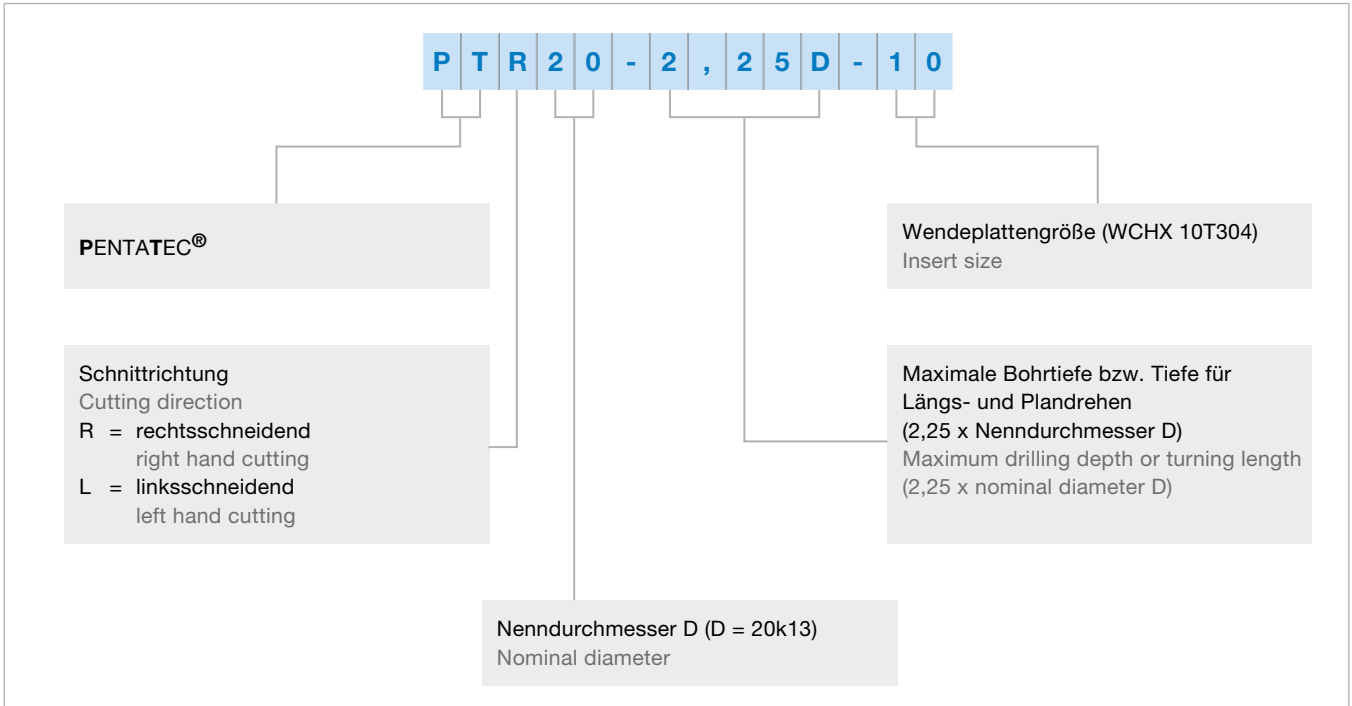 PTR20-2,25D-10
PENTATEC®
Wendeplattengröße (WCHX 10T304)
Insert size
Schnittrichtung
Cutting direction
R = rechtsschneidend
right hand cutting
L = linksschneidend
left hand cutting
Maximale Bohrtiefe bzw. Tiefe für
Längs- und Plandrehen
(2,25 x Nenndurchmesser D)
Maximum drilling depth or turning length
(2,25 x nominal diameter D)
Nenndurchmesser D (D = 20k13)
Nominal diameter